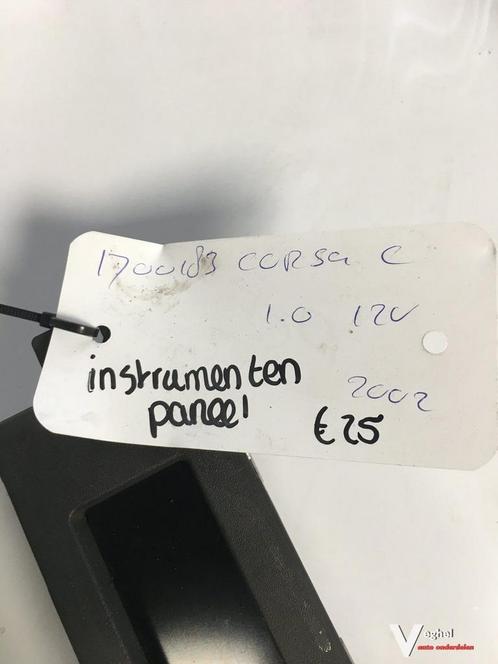 1700183 CORSA C
1.0 12V
instrumenten 2002
paneel €25
Veghel
auto onderdelen